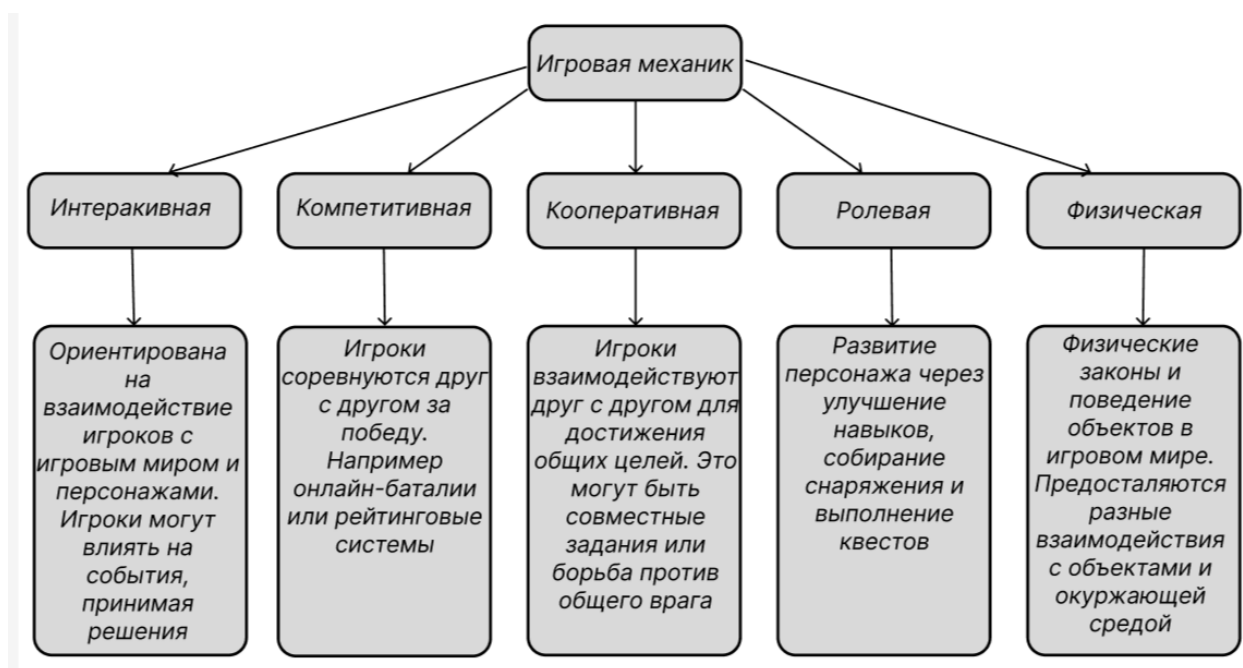 Игровая механик
Интеракивная
Компетитивная
Кооперативная
Ролевая
Физическая
Ориентирована
на
взаимодействие
игроков с
игровым миром и
персонажами.
Игроки могут
влиять на
события,
принимая
решения
Игроки
соревнуются друг
с другом за
победу.
Например
онлайн-баталии
или рейтинговые
системы
Игроки
взаимодействуют
друг с другом для
достижения
общих целей. Это
могут быть
совместные
задания или
борьба против
общего врага
Развитие
персонажа через
улучшение
навыков,
собирание
снаряжения и
выполнение
квестов
Физические
законы и
поведение
объектов в
игровом мире.
Предосталяются
разные
взаимодействия
с объектами и
окуржающей
средой